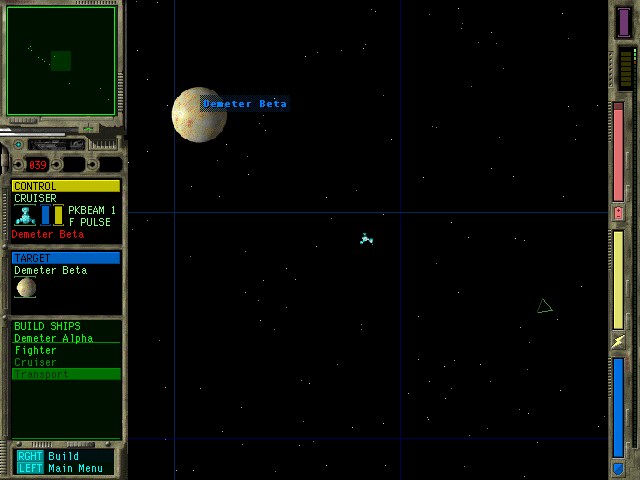 Demeter Beta
039
CONTROL
CRUISER
PKBEAM 1
F PULSE
Demeter Beta
TARGET
Demeter Beta
BUILD SHIPS
Demeter Alpha
Fighter
Cruiser
Transport
RGHT Build
LEFT Main Menu